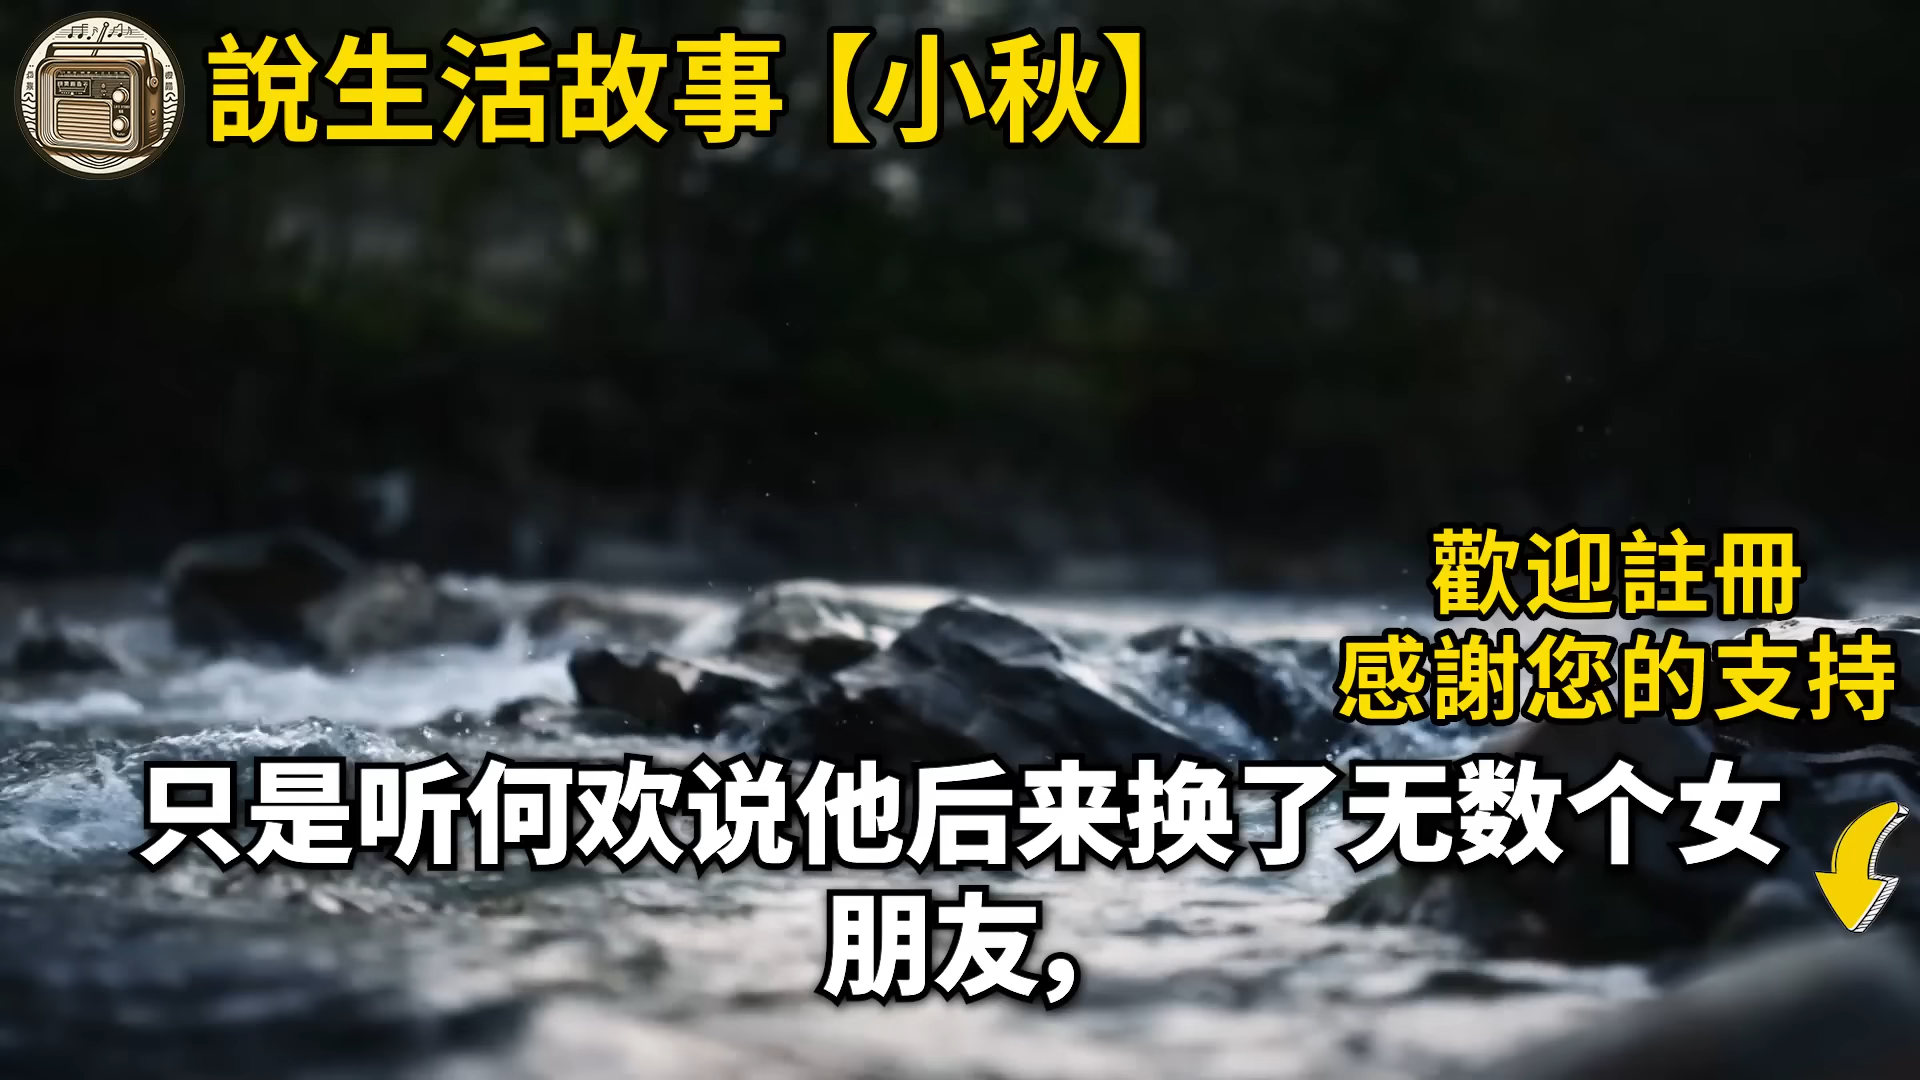 說生活故事【小秋】
歡迎註冊
感謝您的支持
只是听何欢说他后来换了无数个女
朋友，